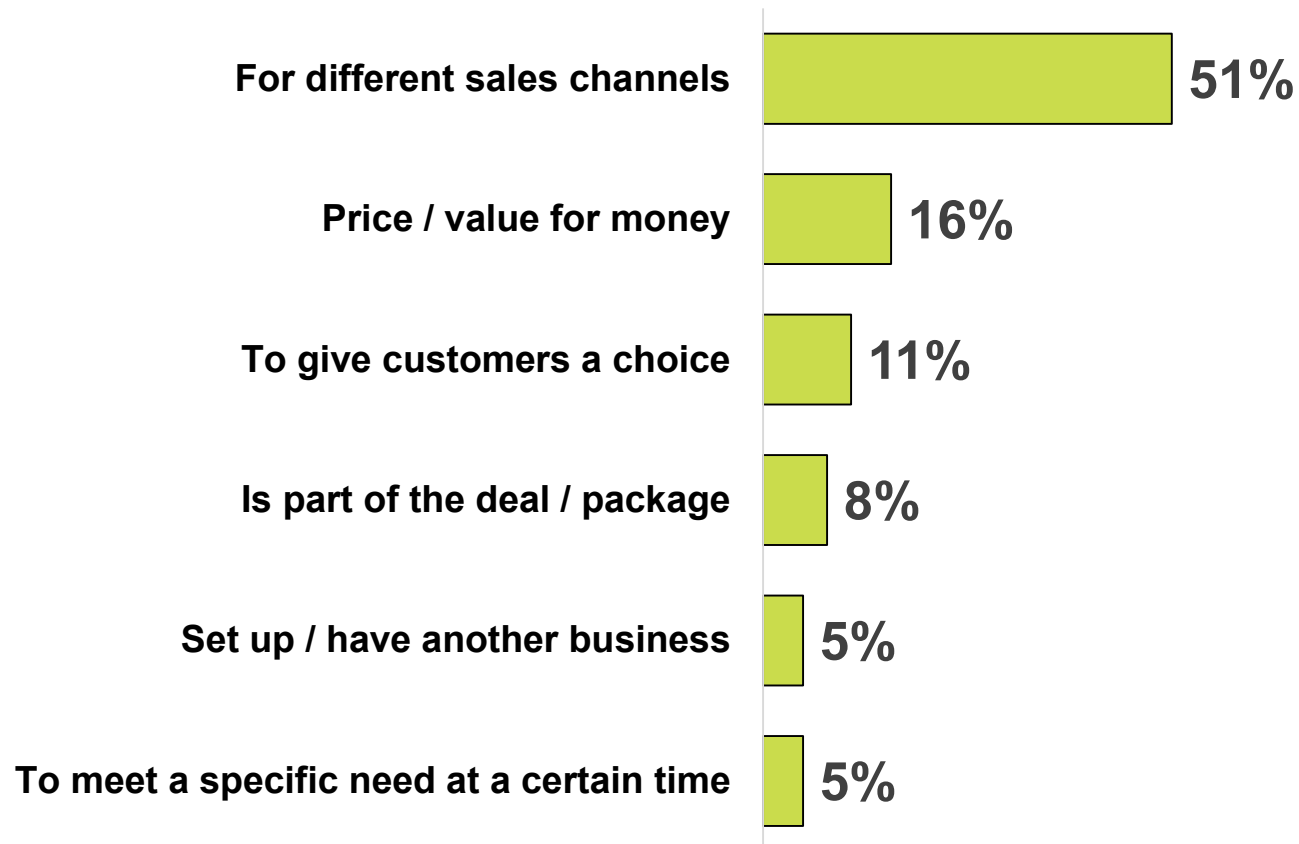 For different sales channels 51%
Price / value for money 16%
To give customers a choice 11%
Is part of the deal / package 8%
Set up / have another business 5%
To meet a specific need at a certain time 5%